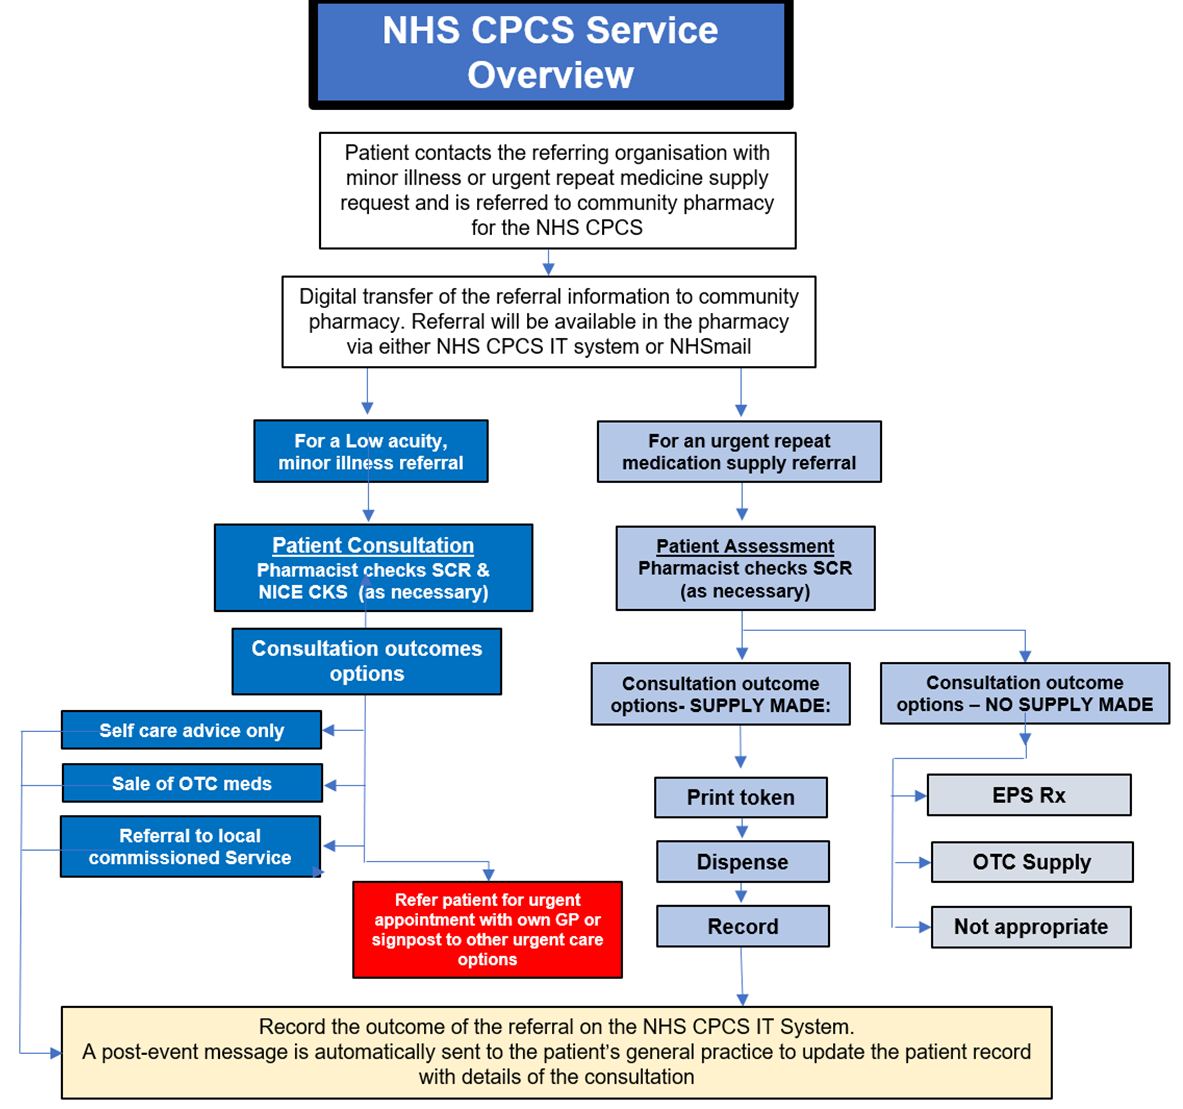 NHS CPCS Service
Overview
Patient contacts the referring organisation with
minor illness or urgent repeat medicine supply
request and is referred to community pharmacy
for the NHS CPCS
Digital transfer of the referral information to community
pharmacy. Referral will be available in the pharmacy
via either NHS CPCS IT system or NHSmail
For a Low acuity,
minor illness referral
For an urgent repeat
medication supply referral
Patient Consultation
Pharmacist checks SCR &
NICE CKS (as necessary)
Patient Assessment
Pharmacist checks SCR
(as necessary)
Consultation outcomes
options
Consultation outcome
options- SUPPLY MADE:
Consultation outcome
options – NO SUPPLY MADE
Self care advice only
Sale of OTC meds
Referral to local
commissioned Service
Refer patient for urgent
appointment with own GP or
signpost to other urgent care
options
Print token
Dispense
Record
EPS Rx
OTC Supply
Not appropriate
Record the outcome of the referral on the NHS CPCS IT System.
A post-event message is automatically sent to the patient’s general practice to update the patient record
with details of the consultation